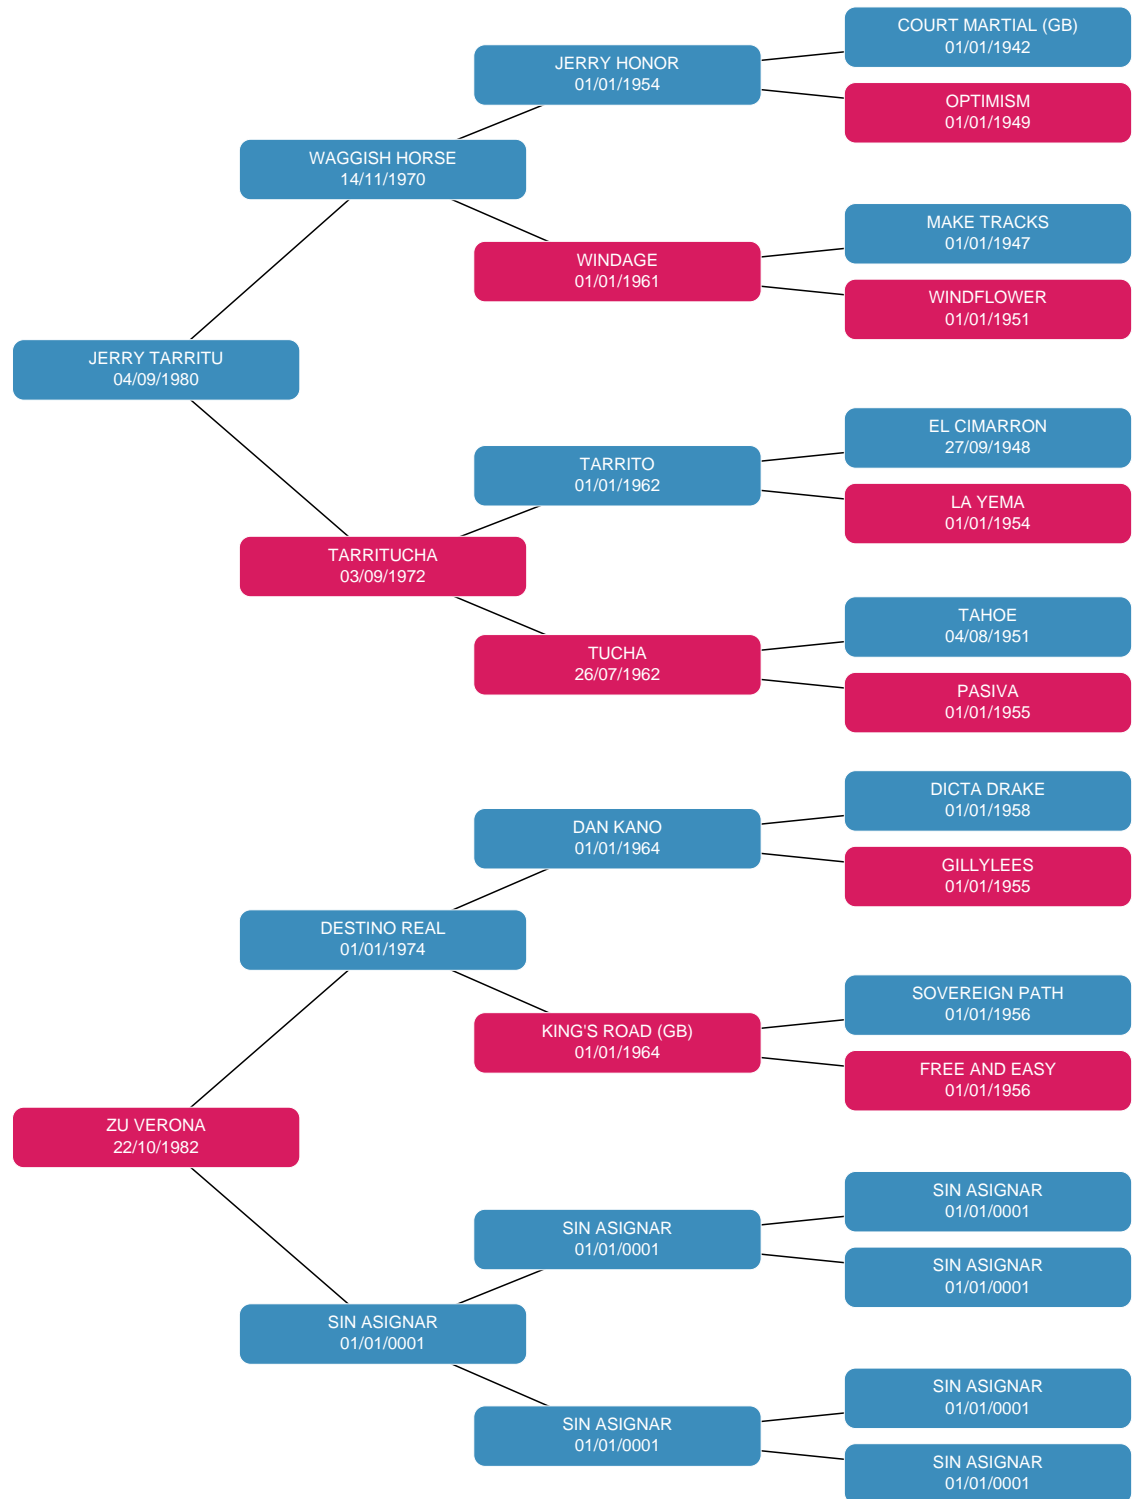 COURT MARTIAL (GB)
01/01/1942
JERRY HONOR
01/01/1954
OPTIMISM
01/01/1949
WAGGISH HORSE
14/11/1970
MAKE TRACKS
01/01/1947
WINDAGE
01/01/1961
WINDFLOWER
01/01/1951
JERRY TARRITU
04/09/1980
EL CIMARRON
27/09/1948
TARRITO
01/01/1962
LA YEMA
01/01/1954
TARRITUCHA
03/09/1972
TAHOE
04/08/1951
TUCHA
26/07/1962
PASIVA
01/01/1955
DICTA DRAKE
01/01/1958
DAN KANO
01/01/1964
GILLYLEES
01/01/1955
DESTINO REAL
01/01/1974
SOVEREIGN PATH
01/01/1956
KING'S ROAD (GB)
01/01/1964
FREE AND EASY
01/01/1956
ZU VERONA
22/10/1982
SIN ASIGNAR
01/01/0001
SIN ASIGNAR
01/01/0001
SIN ASIGNAR
01/01/0001
SIN ASIGNAR
01/01/0001
SIN ASIGNAR
01/01/0001
SIN ASIGNAR
01/01/0001
SIN ASIGNAR
01/01/0001